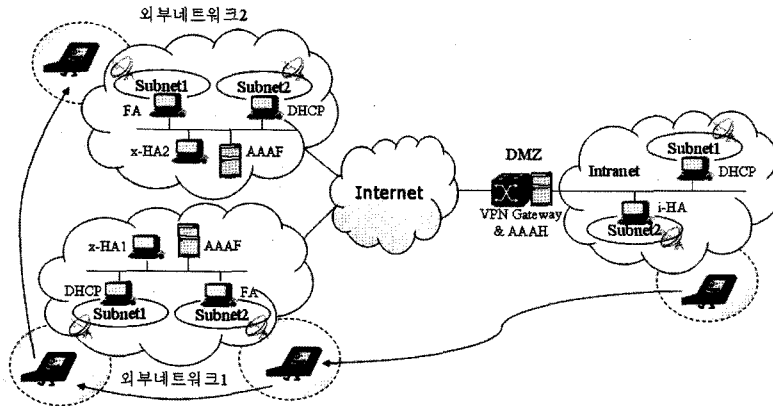 외부네트워크2
Subnet1
Subnet2
FA
DHCP
x-HA2
AAAF
Internet
DMZ
VPN Gateway
& AAAH
Intranet
Subnet1
DHCP
i-HA
Subnet2
x-HA1
AAAF
DHCP
FA
Subnet1
Subnet2
외부네트워크1